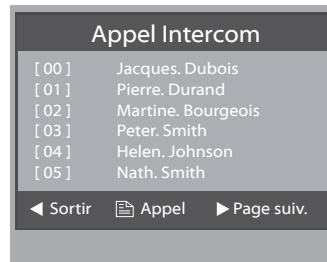 Appel Intercom
[ 00 ] Jacques. Dubois
[ 01 ] Pierre. Durand
[ 02 ] Martine. Bourgeois
[ 03 ] Peter. Smith
[ 04 ] Helen. Johnson
[ 05 ] Nath. Smith
◀ Sortir Appel ▶ Page suiv.